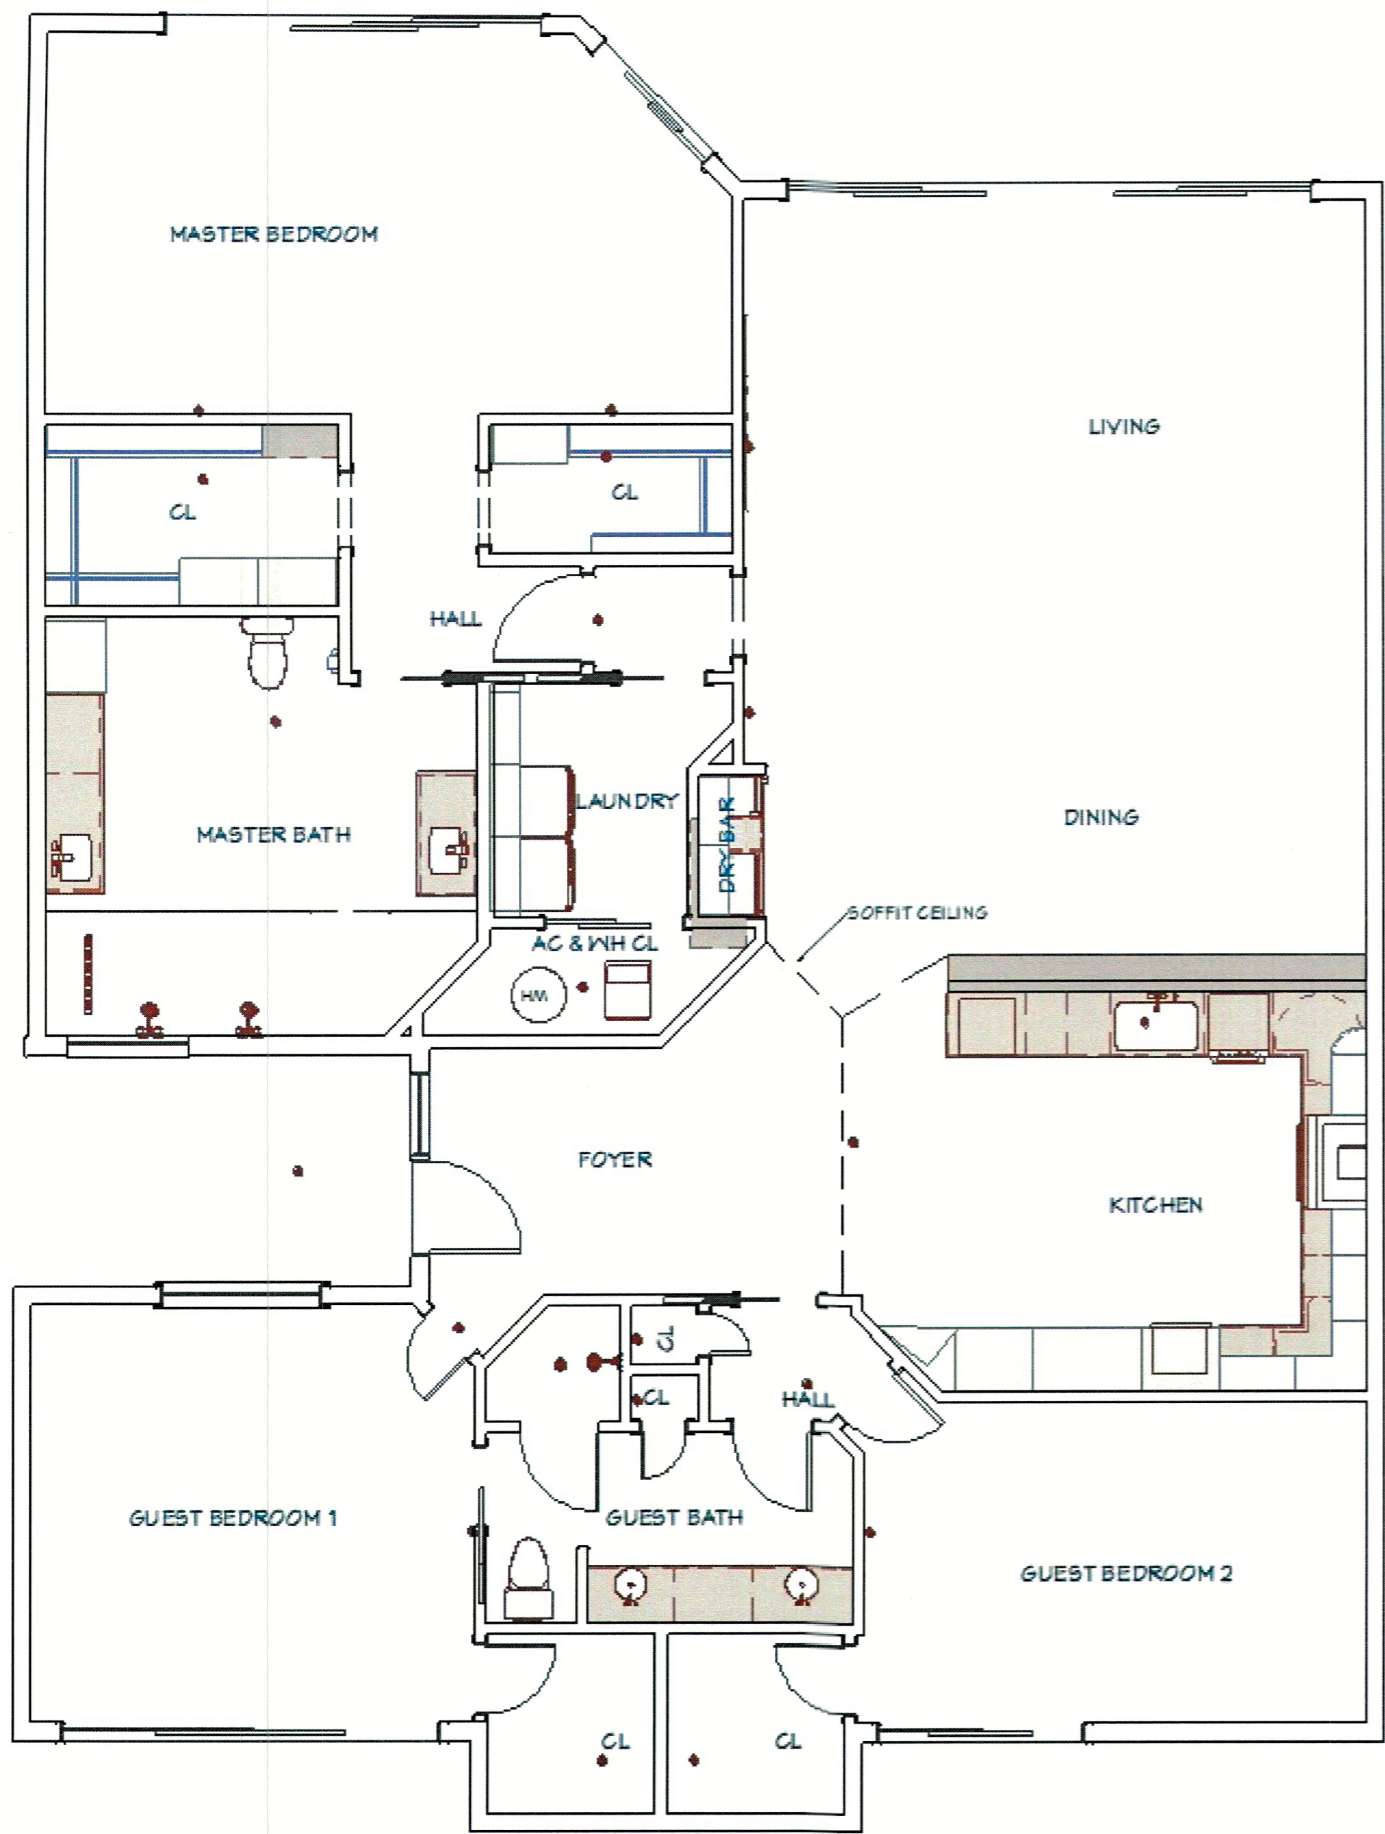 MASTER BEDROOM
LIVING
CL
CL
HALL
LAUNDRY
DRY BAR
DINING
MASTER BATH
SOFFIT CEILING
AC & WH CL
HM
FOYER
KITCHEN
CL
CL
HALL
GUEST BEDROOM 1
GUEST BATH
GUEST BEDROOM 2
CL
CL